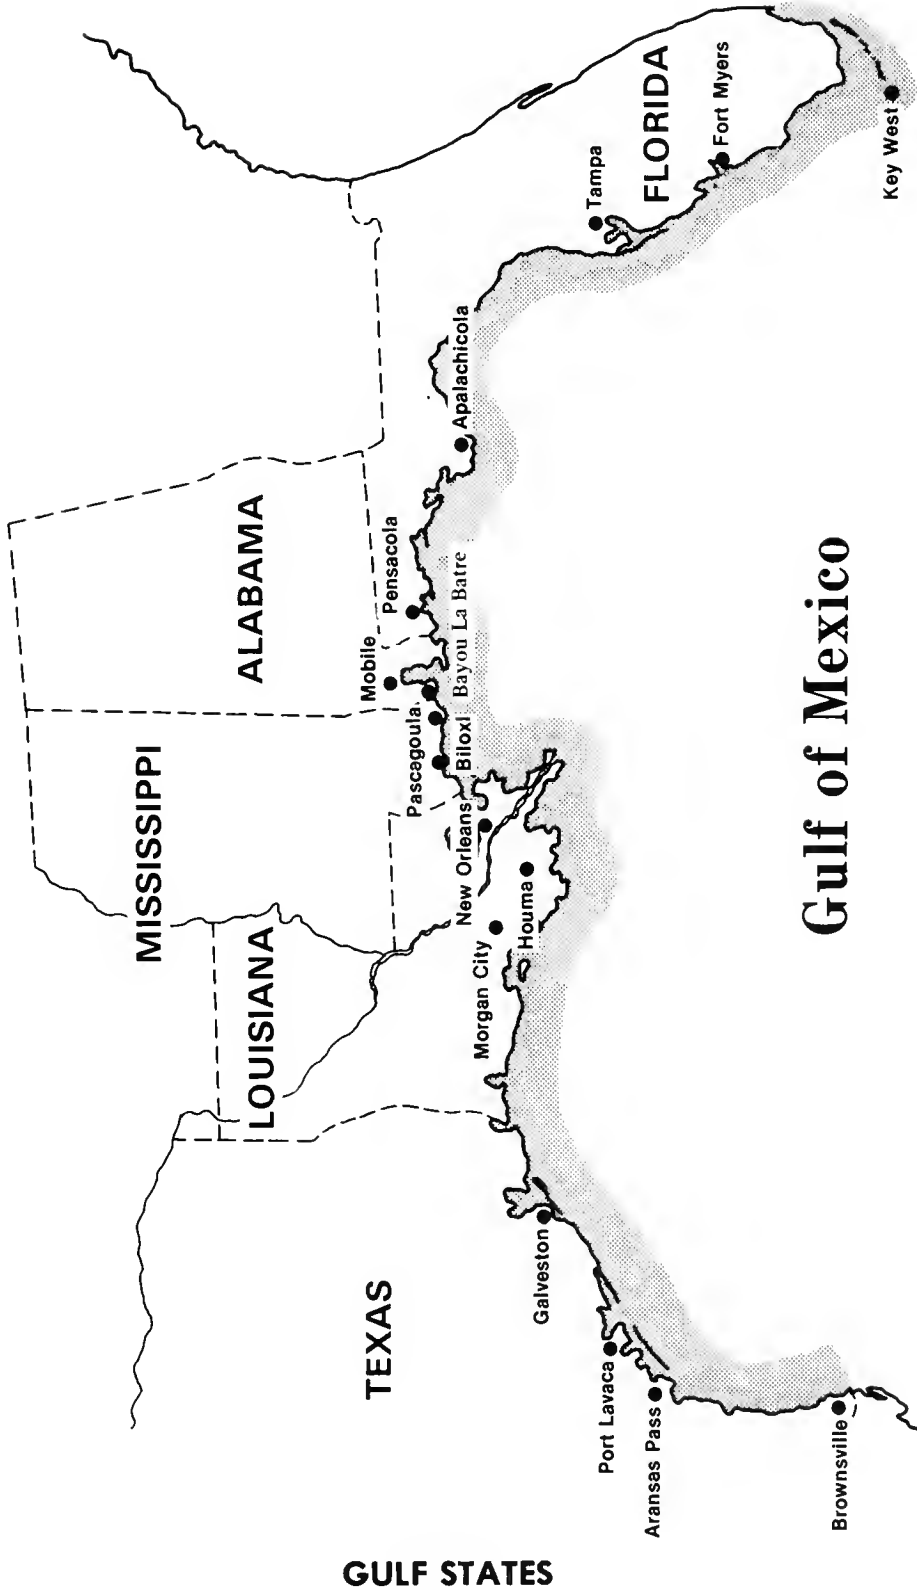 GULF STATES
TEXAS
LOUISIANA
MISSISSIPPI
ALABAMA
FLORIDA
Brownsville
Aransas Pass
Port Lavaca
Galveston
Morgan City
Houma
New Orleans
Biloxi
Pascagoula
Bayou La Batre
Mobile
Pensacola
Apalachicola
Tampa
Fort Myers
Key West
Gulf of Mexico